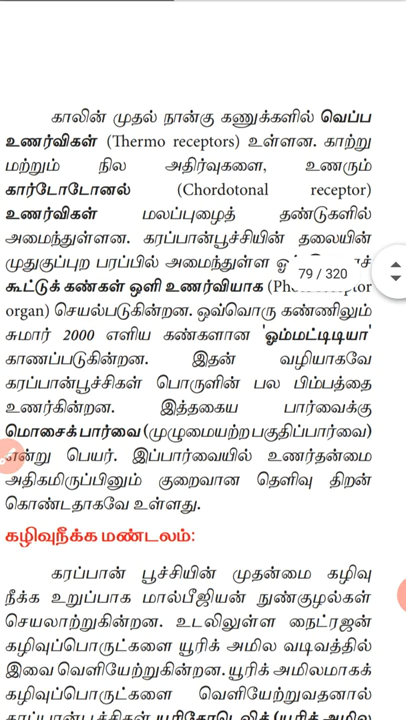 காலின் முதல் நான்கு கணுக்களில் வெப்ப
உணர்விகள் (Thermo receptors) உள்ளன. காற்று
மற்றும் நில அதிர்வுகளை, உணரும்
கார்டோடோனல் (Chordotonal receptor)
உணர்விகள் மலப்புழைத் தண்டுகளில்
அமைந்துள்ளன. கரப்பான்பூச்சியின் தலையின்
முதுகுப்புற பரப்பில் அமைந்துள்ள
79 / 320
கூட்டுக் கண்கள் ஒளி உணர்வியாக
organ) செயல்படுகின்றன. ஒவ்வொரு கண்ணிலும்
சுமார் 2000 எளிய கண்களான 'ஓம்மட்டிடியா'
காணப்படுகின்றன. இதன் வழியாகவே
கரப்பான்பூச்சிகள் பொருளின் பல பிம்பத்தை
உணர்கின்றன. இத்தகைய பார்வைக்கு
மொசைக் பார்வை (முழுமையற்ற பகுதிப்பார்வை)
என்று பெயர். இப்பார்வையில் உணர்தன்மை
அதிகமிருப்பினும் குறைவான தெளிவு திறன்
கொண்டதாகவே உள்ளது.
கழிவுநீக்க மண்டலம்:
கரப்பான் பூச்சியின் முதன்மை கழிவு
நீக்க உறுப்பாக மால்பீஜியன் நுண்குழல்கள்
செயலாற்றுகின்றன. உடலிலுள்ள நைட்ரஜன்
கழிவுப்பொருட்களை யூரிக் அமில வடிவத்தில்
இவை வெளியேற்றுகின்றன. யூரிக் அமிலமாகக்
கழிவுப்பொருட்களை வெளியேற்றுவதனால்